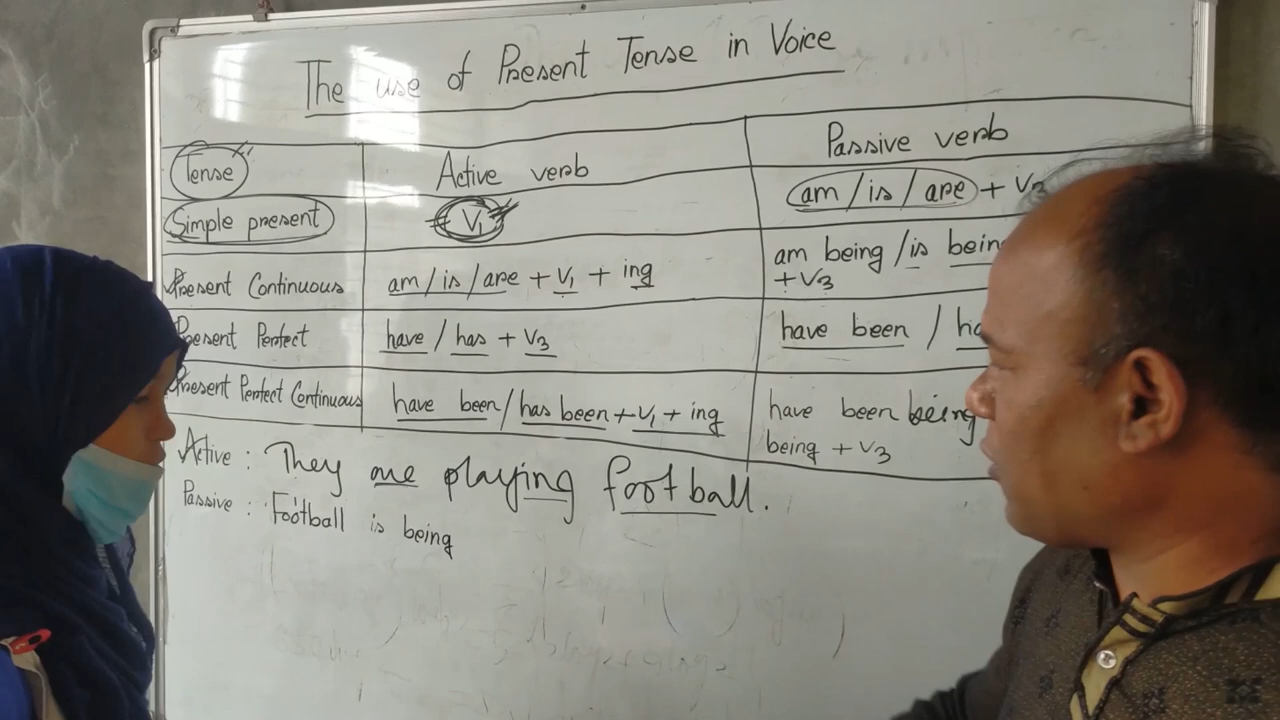 The use of Present Tense in Voice
Tense Active verb Passive verb
Simple present V1 am / is / are + V3
Present Continuous am / is / are + V1 + ing am being / is being
+ V3
Present Perfect have / has + V3 have been /
Present Perfect Continuous have been / has been + V1 + ing have been being
being + V3
Active : They are playing football.
Passive : Football is being